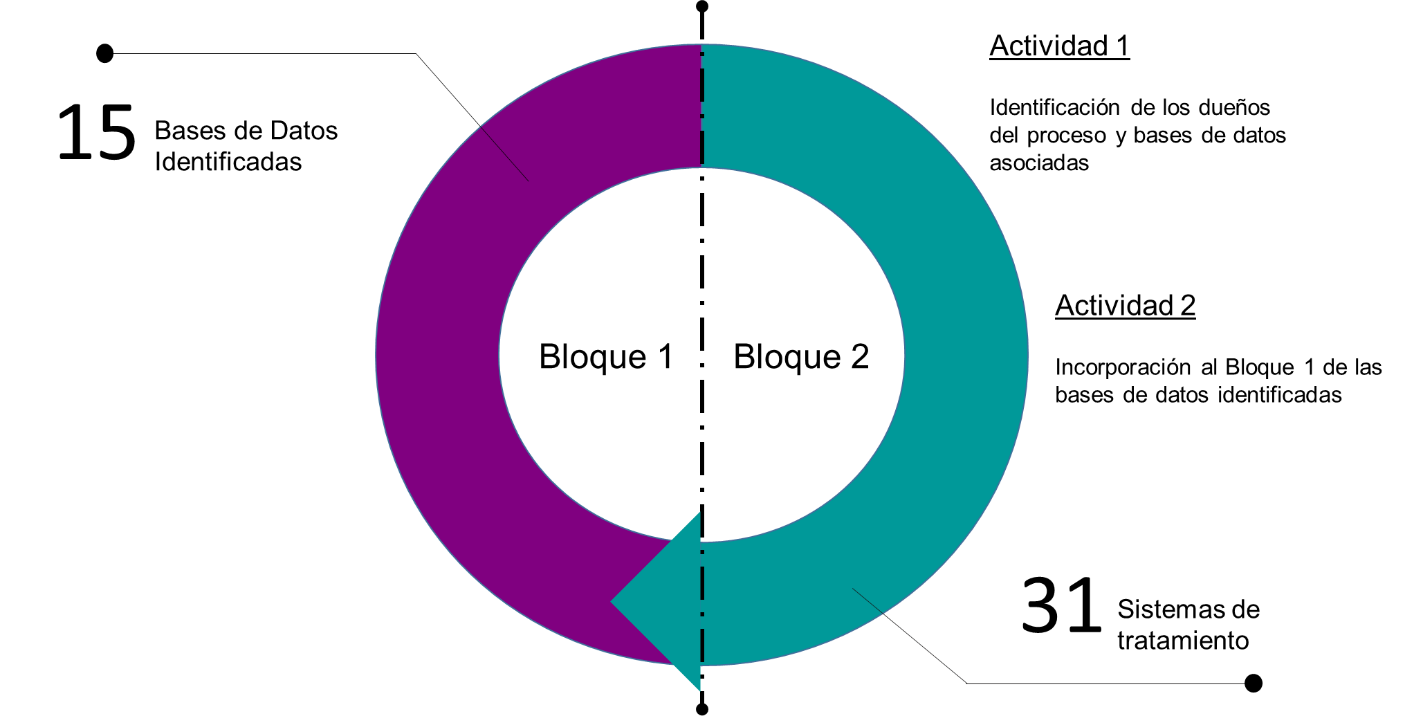 15
Bases de Datos
Identificadas
Bloque 1
Bloque 2
Actividad 1
Identificación de los dueños
del proceso y bases de datos
asociadas
Actividad 2
Incorporación al Bloque 1 de las
bases de datos identificadas
31
Sistemas de
tratamiento